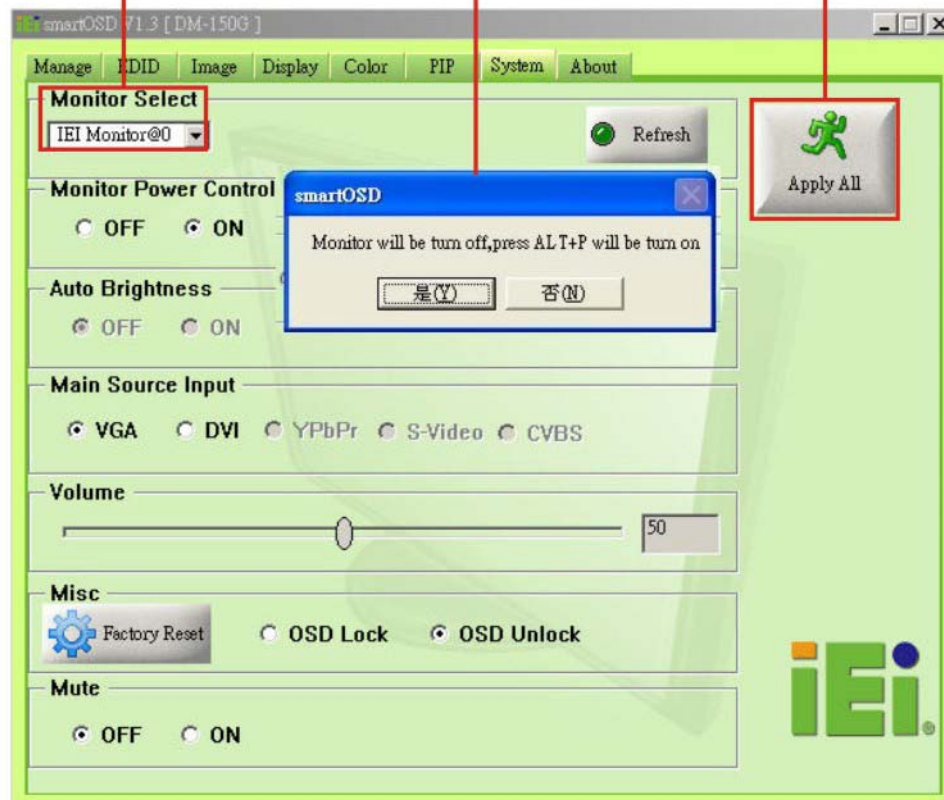 iEi smartOSD V1.3 [ DM-150G ]
Manage EDID Image Display Color PIP System About
Monitor Select
IEI Monitor@0
Refresh
Apply All
Monitor Power Control
OFF ON
smartOSD
Monitor will be turn off,press ALT+P will be turn on
是(Y) 否(N)
Auto Brightness
OFF ON
Main Source Input
VGA DVI YPbPr S-Video CVBS
Volume
50
Misc
Factory Reset OSD Lock OSD Unlock
Mute
OFF ON
iEi®